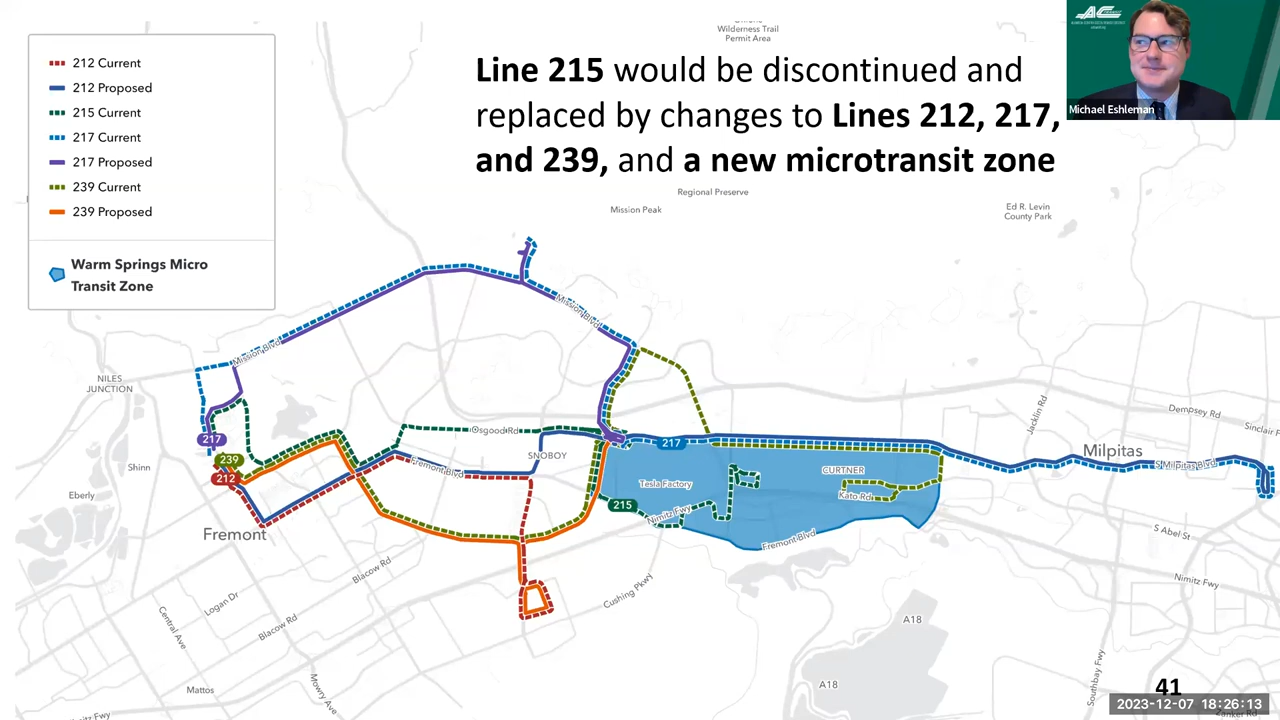 Wilderness Trail
Permit Area
Line 215 would be discontinued and
replaced by changes to Lines 212, 217,
and 239, and a new microtransit zone
AC
Michael Eshleman
212 Current
212 Proposed
215 Current
217 Current
217 Proposed
239 Current
239 Proposed
Warm Springs Micro
Transit Zone
Regional Preserve
Mission Peak
Ed R. Levin
County Park
Mission Blvd
Mission Blvd
NILES
JUNCTION
Jacklin Rd
Dempsey Rd
Sinclair F
217
Osgood Rd
217
Milpitas
239
Shinn
SNOBOY
Fremont Blvd
CURTNER
S Milpitas Blvd
212
Tesla Factory
Kato Rd
Eberly
215
Nimitz Fwy
Fremont
Fremont Blvd
S Abel St
Blacow Rd
Nimitz Fwy
Logan Dr
Cushing Pkwy
Central Ave
Blacow Rd
A18
Mowry Ave
Southbay Fwy
Mattos
A18
41
2023-12-07 18:26:13
Nimitz Fwy
Zanker Rd